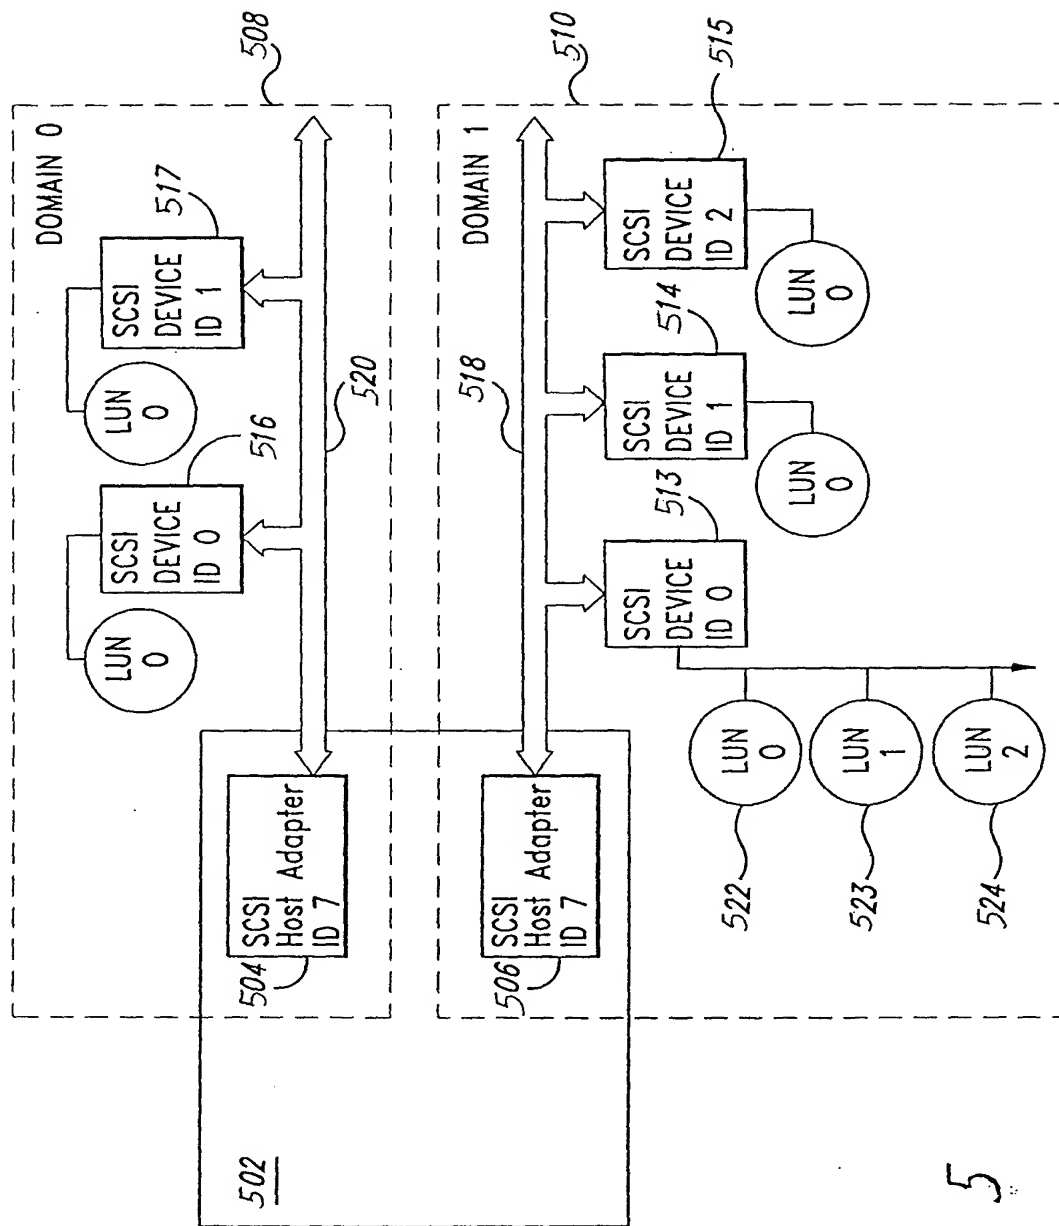 DOMAIN 0
508
SCSI
DEVICE
ID 1
517
LUN
0
SCSI
DEVICE
ID 0
516
LUN
0
520
SCSI
Host Adapter
ID 7
504
DOMAIN 1
510
518
SCSI
DEVICE
ID 2
515
LUN
0
SCSI
DEVICE
ID 1
514
LUN
0
SCSI
DEVICE
ID 0
513
SCSI
Host Adapter
ID 7
506
LUN
0
522
LUN
1
523
LUN
2
524
502
5